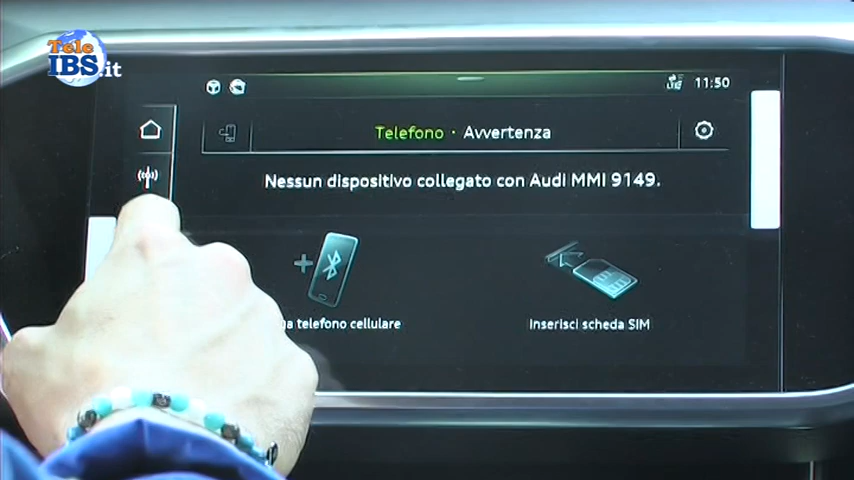 Tele
IBS.it
LTE 11:50
Telefono · Avvertenza
Nessun dispositivo collegato con Audi MMI 9149.
telefono cellulare
Inserisci scheda SIM